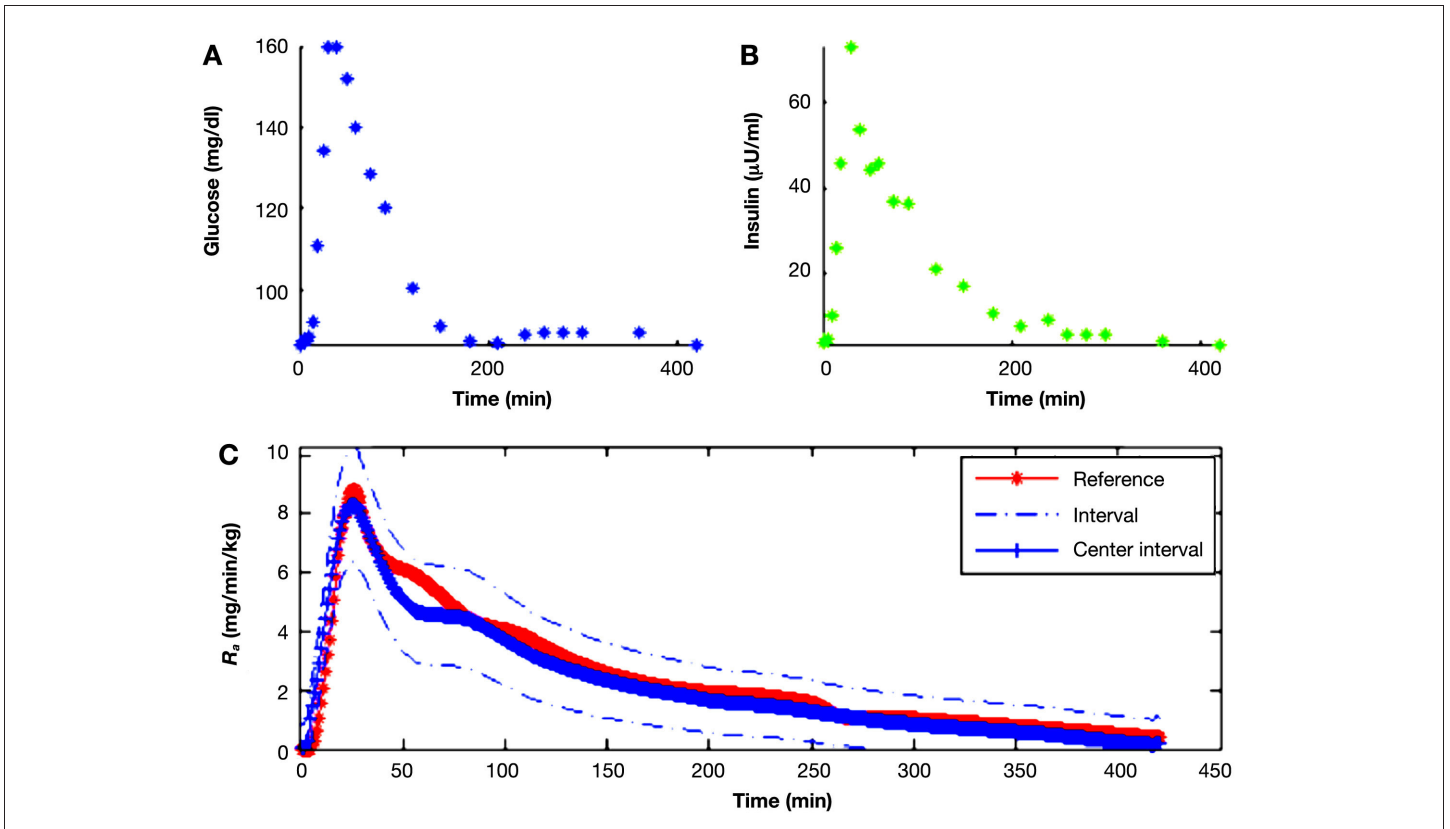 A
160
140
120
100
Glucose (mg/dl)
0
200
400
Time (min)
B
60
40
20
Insulin (µU/ml)
0
200
400
Time (min)
C
10
8
6
4
2
0
Ra (mg/min/kg)
0
50
100
150
200
250
300
350
400
450
Time (min)
Reference
Interval
Center interval